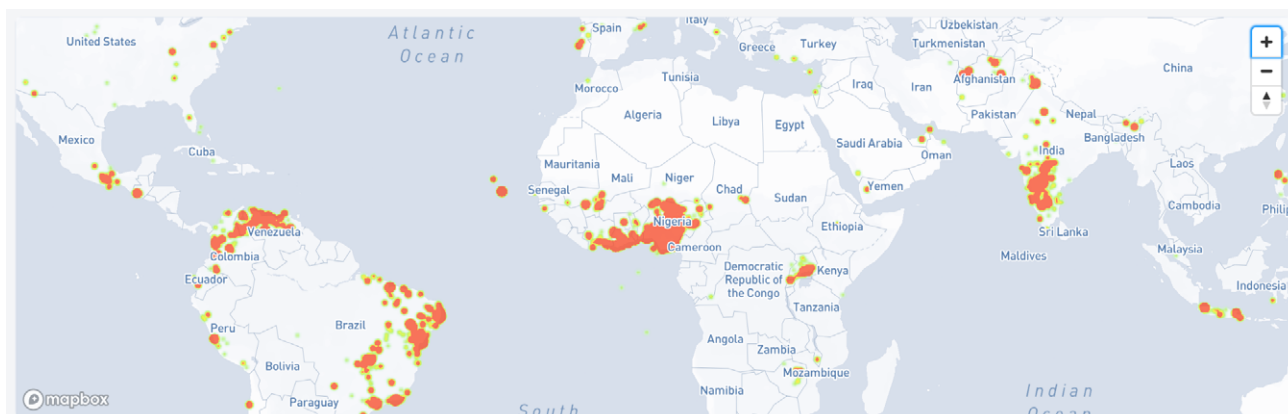 Atlantic
Ocean
United States
Spain
Italy
Greece
Turkey
Uzbekistan
Turkmenistan
Afghanistan
China
Morocco
Tunisia
Algeria
Libya
Egypt
Iraq
Iran
Pakistan
Nepal
Bangladesh
India
Saudi Arabia
Oman
Yemen
Mexico
Cuba
Mauritania
Mali
Niger
Chad
Sudan
Senegal
Nigeria
Ethiopia
Cameroon
Laos
Cambodia
Sri Lanka
Maldives
Malaysia
Indonesia
Venezuela
Colombia
Ecuador
Peru
Brazil
Bolivia
Paraguay
Democratic
Republic of
the Congo
Kenya
Tanzania
Angola
Zambia
Mozambique
Namibia
Indian
Ocean
South
mapbox
+
−